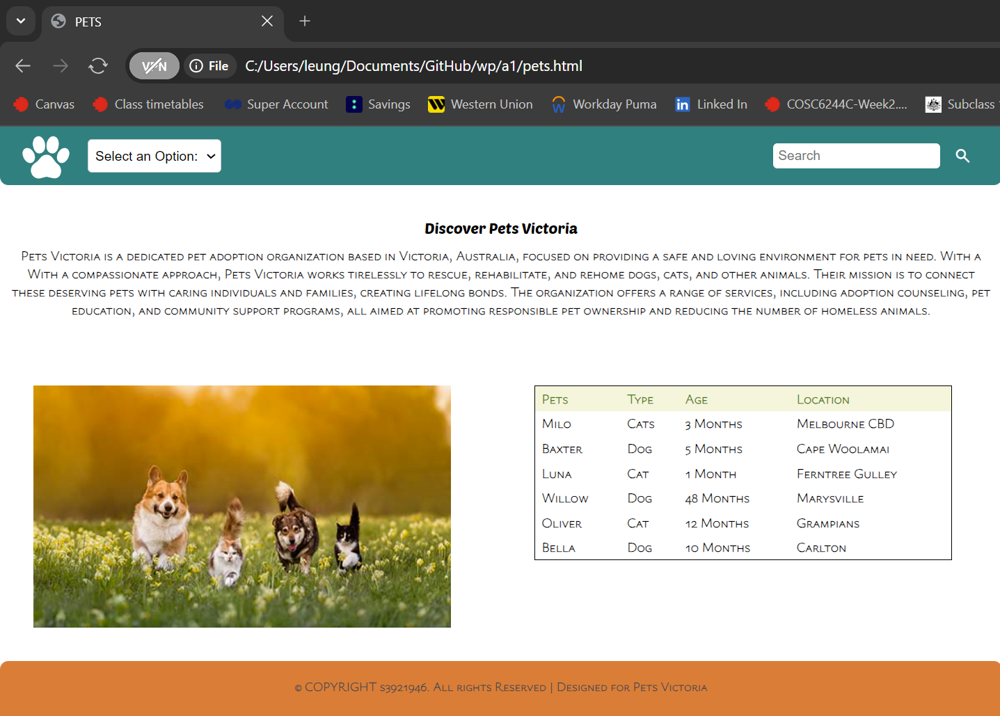 PETS
VPN File C:/Users/leung/Documents/GitHub/wp/a1/pets.html
Canvas Class timetables Super Account Savings Western Union Workday Puma Linked In COSC6244C-Week2.... Subclass
Select an Option: Search
Discover Pets Victoria
Pets Victoria is a dedicated pet adoption organization based in Victoria, Australia, focused on providing a safe and loving environment for pets in need. With a
With a compassionate approach, Pets Victoria works tirelessly to rescue, rehabilitate, and rehome dogs, cats, and other animals. Their mission is to connect
these deserving pets with caring individuals and families, creating lifelong bonds. The organization offers a range of services, including adoption counseling, pet
education, and community support programs, all aimed at promoting responsible pet ownership and reducing the number of homeless animals.
Pets Type Age Location
Milo Cats 3 Months Melbourne CBD
Baxter Dog 5 Months Cape Woolamai
Luna Cat 1 Month Ferntree Gulley
Willow Dog 48 Months Marysville
Oliver Cat 12 Months Grampians
Bella Dog 10 Months Carlton
© COPYRIGHT s3921946. All rights Reserved | Designed for Pets Victoria